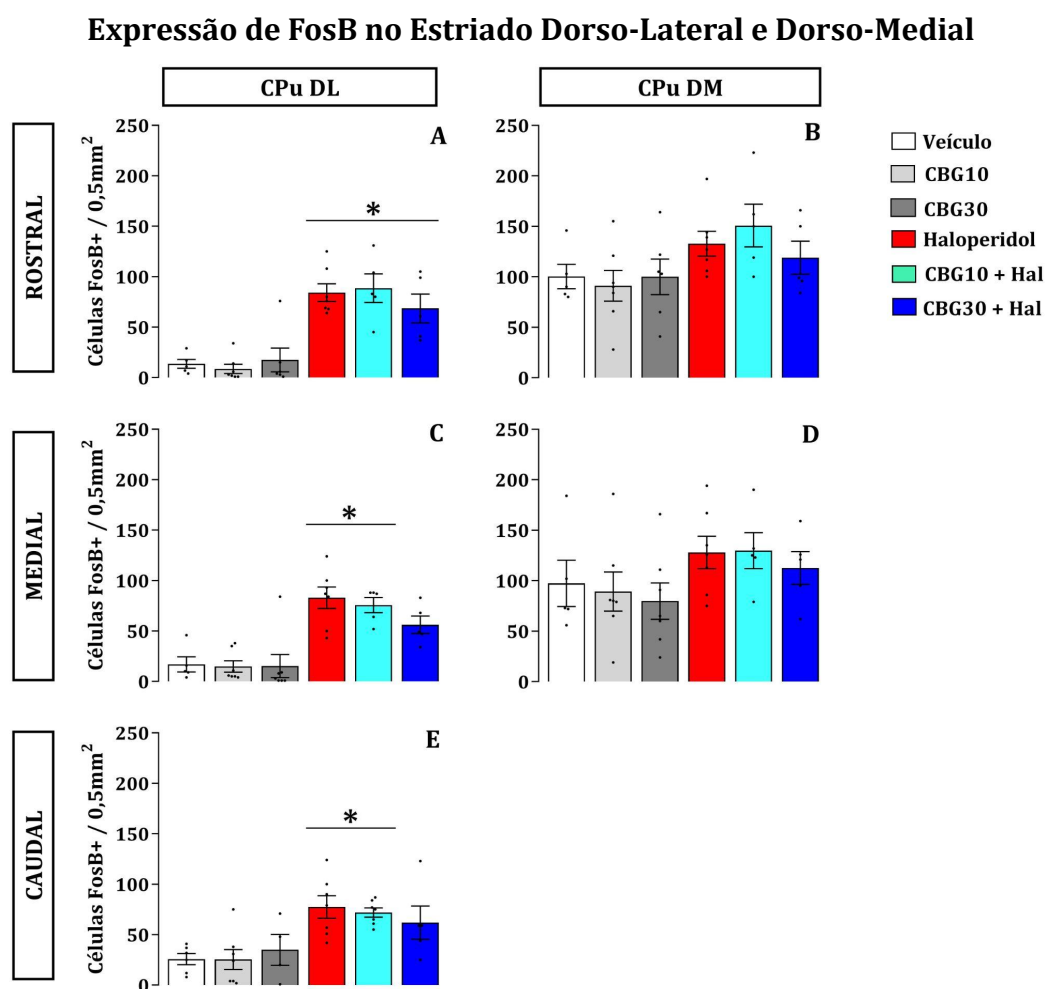 Expressão de FosB no Estriado Dorso-Lateral e Dorso-Medial
CPu DL
CPu DM
ROSTRAL
Células FosB+ / 0,5mm²
250
200
150
100
50
0
A
*
250
200
150
100
50
0
B
Veículo
CBG10
CBG30
Haloperidol
CBG10 + Hal
CBG30 + Hal
MEDIAL
Células FosB+ / 0,5mm²
250
200
150
100
50
0
C
*
250
200
150
100
50
0
D
CAUDAL
Células FosB+ / 0,5mm²
250
200
150
100
50
0
E
*